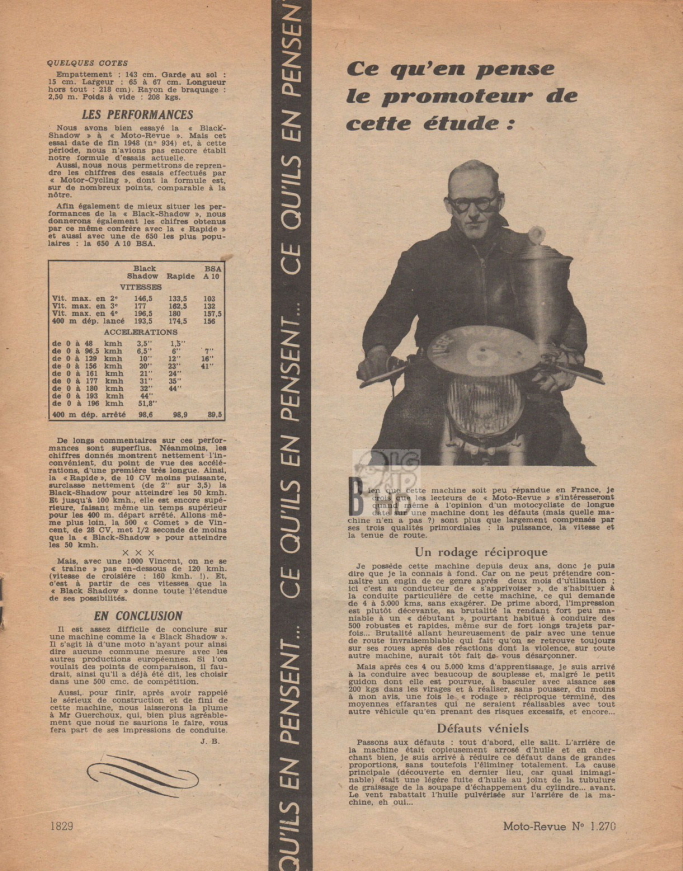 QUELQUES COTES
Empattement : 143 cm. Garde au sol :
15 cm. Largeur : 65 à 67 cm. Longueur
hors tout : 218 cm). Rayon de braquage :
2,50 m. Poids à vide : 208 kgs.
LES PERFORMANCES
Nous avons bien essayé la « Black-
Shadow » à « Moto-Revue ». Mais cet
essai date de fin 1948 (n° 934) et, à cette
période, nous n'avions pas encore établi
notre formule d'essais actuelle.
Aussi, nous nous permettrons de repren-
dre les chiffres des essais effectués par
« Motor-Cycling », dont la formule est,
sur de nombreux points, comparable à la
nôtre.
Afin également de mieux situer les per-
formances de la « Black-Shadow », nous
donnerons également les chifres obtenus
par ce même confrère avec la « Rapide »
et aussi avec une de 650 les plus popu-
laires : la 650 A 10 BSA.
Black Shadow Rapide BSA A 10
VITESSES
Vit. max. en 2e 146,5 133,5 103
Vit. max. en 3e 177 162,5 132
Vit. max. en 4e 196,5 180 157,5
400 m dép. lancé 193,5 174,5 156
ACCELERATIONS
de 0 à 48 kmh 3,5'' 1,5''
de 0 à 96,5 kmh 6,5'' 6'' 7''
de 0 à 129 kmh 10'' 12'' 16''
de 0 à 156 kmh 20'' 23'' 41''
de 0 à 161 kmh 21'' 24''
de 0 à 177 kmh 31'' 35''
de 0 à 180 kmh 32'' 44''
de 0 à 193 kmh 44''
de 0 à 196 kmh 51,8''
400 m dép. arrêté 98,6 98,9 89,5
De longs commentaires sur ces perfor-
mances sont superflus. Néanmoins, les
chiffres donnés montrent nettement l'in-
convénient, du point de vue des accélé-
rations, d'une première très longue. Ainsi,
la « Rapide », de 10 CV moins puissante,
surclasse nettement (de 2'' sur 3,5) la
Black-Shadow pour atteindre les 50 kmh.
Et jusqu'à 100 kmh., elle est encore supé-
rieure, faisant même un temps supérieur
pour les 400 m. départ arrêté. Allons mê-
me plus loin, la 500 « Comet » de Vin-
cent, de 28 CV, met 1/2 seconde de moins
que la « Black-Shadow » pour atteindre
les 50 kmh.
× × ×
Mais, avec une 1000 Vincent, on ne se
« traîne » pas en-dessous de 120 kmh.
(vitesse de croisière : 160 kmh. !). Et,
c'est à partir de ces vitesses que la
« Black Shadow » donne toute l'étendue
de ses possibilités.
EN CONCLUSION
Il est assez difficile de conclure sur
une machine comme la « Black Shadow ».
Il s'agit là d'une moto n'ayant pour ainsi
dire aucune commune mesure avec les
autres productions européennes. Si l'on
voulait des points de comparaison, il fau-
drait, ainsi qu'il a déjà été dit, les choisir
dans une 500 cmc. de compétition.
Aussi, pour finir, après avoir rappelé
le sérieux de construction et de fini de
cette machine, nous laisserons la plume
à Mr Guerchoux, qui, bien plus agréable-
ment que nous ne saurions le faire, vous
fera part de ses impressions de conduite.
J. B.
1829
QU'ILS EN PENSENT... CE QU'ILS EN PENSENT... CE QU'ILS EN PENSENT... CE QU'ILS EN PENSEN
Ce qu'en pense
le promoteur de
cette étude :
Bien que cette machine soit peu répandue en France, je
crois que les lecteurs de « Moto-Revue » s'intéresseront
quand même à l'opinion d'un motocycliste de longue
date sur une machine dont les défauts (mais quelle ma-
chine n'en a pas ?) sont plus que largement compensés par
ses trois qualités primordiales : la puissance, la vitesse et
la tenue de route.
Un rodage réciproque
Je possède cette machine depuis deux ans, donc je puis
dire que je la connais à fond. Car on ne peut prétendre con-
naître un engin de ce genre après deux mois d'utilisation ;
ici c'est au conducteur de « s'apprivoiser », de s'habituer à
la conduite particulière de cette machine, ce qui demande
de 4 à 5.000 kms, sans exagérer. De prime abord, l'impression
est plutôt décevante, sa brutalité la rendant fort peu ma-
niable à un « débutant », pourtant habitué à conduire des
500 robustes et rapides, même sur de fort longs trajets par-
fois... Brutalité allant heureusement de pair avec une tenue
de route invraisemblable qui fait qu'on se retrouve toujours
sur ses roues après des réactions dont la violence, sur toute
autre machine, aurait tôt fait de vous désarçonner.
Mais après ces 4 ou 5.000 kms d'apprentissage, je suis arrivé
à la conduite avec beaucoup de souplesse et, malgré le petit
guidon dont elle est pourvue, à basculer avec aisance ses
200 kgs dans les virages et à réaliser, sans pousser, du moins
à mon avis, une fois le « rodage » réciproque terminé, des
moyennes effarantes qui ne seraient réalisables avec tout
autre véhicule qu'en prenant des risques excessifs, et encore...
Défauts véniels
Passons aux défauts : tout d'abord, elle salit. L'arrière de
la machine était copieusement arrosé d'huile et en cher-
chant bien, je suis arrivé à réduire ce défaut dans de grandes
proportions, sans toutefois l'éliminer totalement. La cause
principale (découverte en dernier lieu, car quasi inimagi-
nable) était une légère fuite d'huile au joint de la tubulure
de graissage de la soupape d'échappement du cylindre... avant.
Le vent rabattait l'huile pulvérisée sur l'arrière de la ma-
chine, eh oui...
Moto-Revue N° 1.270